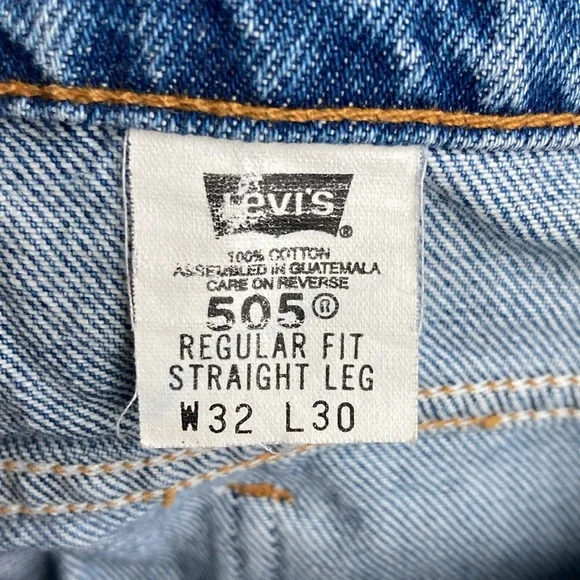 Levi's ®
100% COTTON
ASSEMBLED IN GUATEMALA
CARE ON REVERSE
505®
REGULAR FIT
STRAIGHT LEG
W32 L30